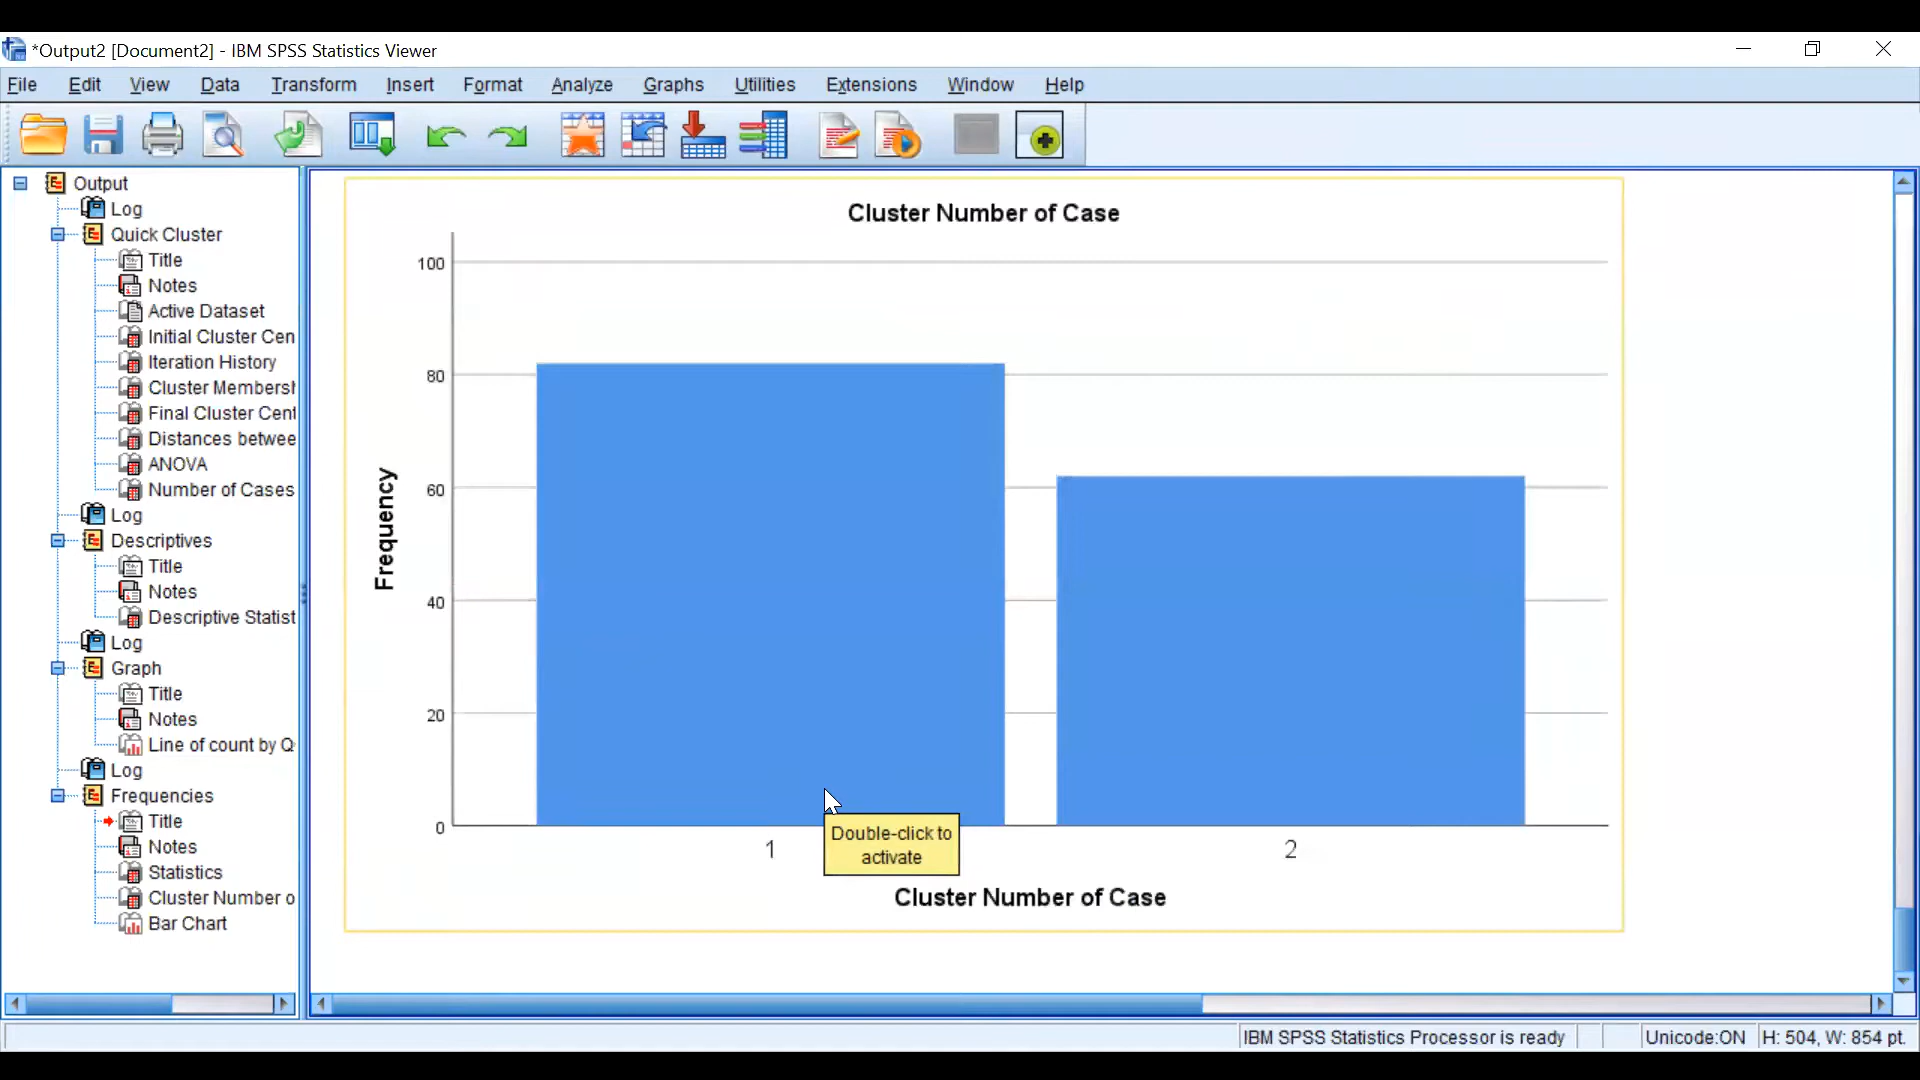 *Output2 [Document2] - IBM SPSS Statistics Viewer
File Edit View Data Transform Insert Format Analyze Graphs Utilities Extensions Window Help
Output
Log
Quick Cluster
Title
Notes
Active Dataset
Initial Cluster Cen
Iteration History
Cluster Membersh
Final Cluster Cent
Distances betwee
ANOVA
Number of Cases
Log
Descriptives
Title
Notes
Descriptive Statist
Log
Graph
Title
Notes
Line of count by Q
Log
Frequencies
Title
Notes
Statistics
Cluster Number o
Bar Chart
Cluster Number of Case
Frequency
100
80
60
40
20
0
1 2
Double-click to
activate
Cluster Number of Case
IBM SPSS Statistics Processor is ready Unicode:ON H: 504, W: 854 pt.